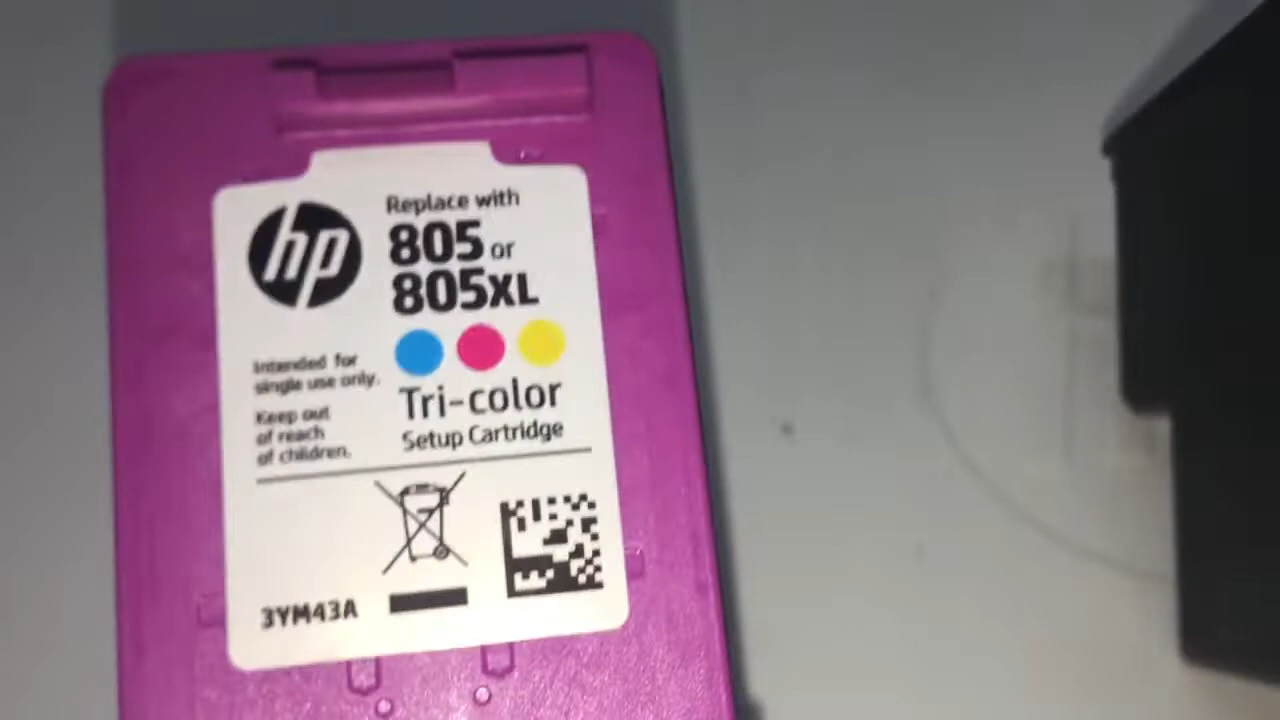 hp
Replace with
805 or
805XL
Intended for
single use only.
Keep out
of reach
of children.
Tri-color
Setup Cartridge
3YM43A